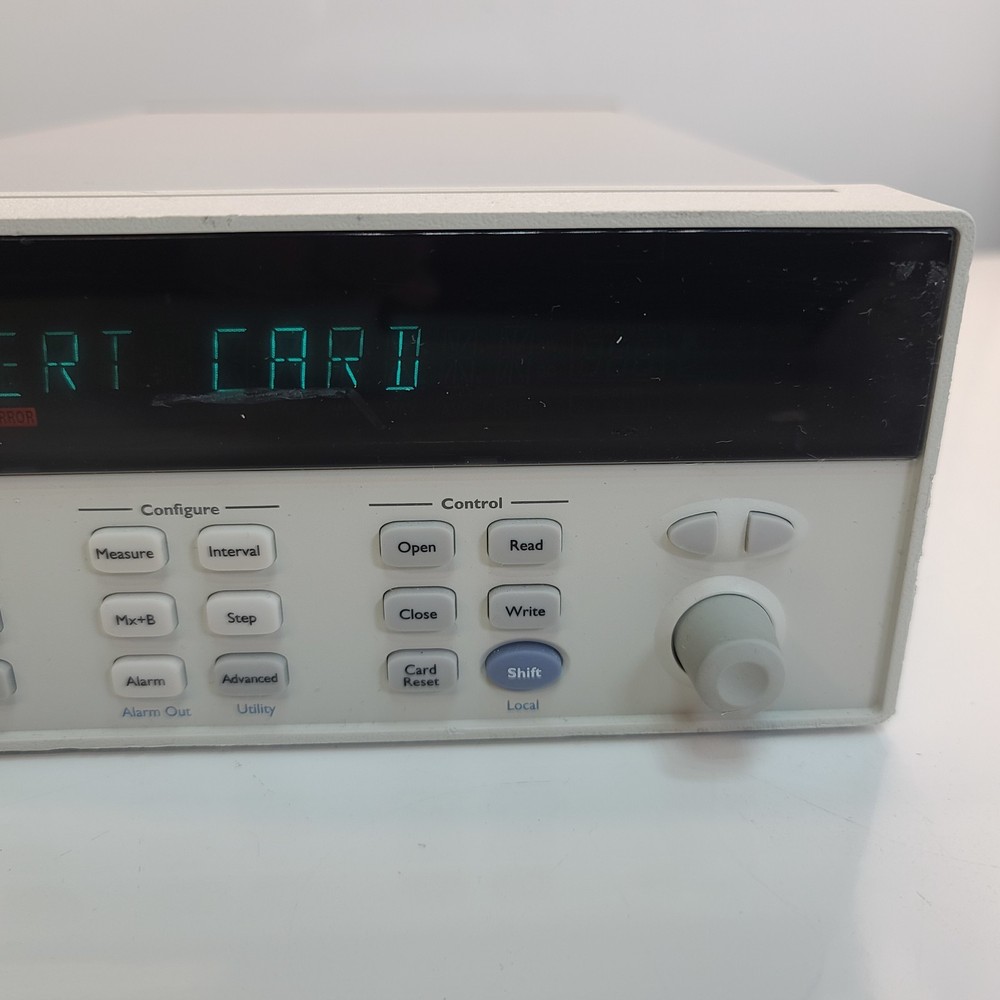 ERT CARD
RROR
Configure
Control
Measure
Interval
Open
Read
Mx+B
Step
Close
Write
Alarm
Advanced
Card
Reset
Shift
Alarm Out
Utility
Local